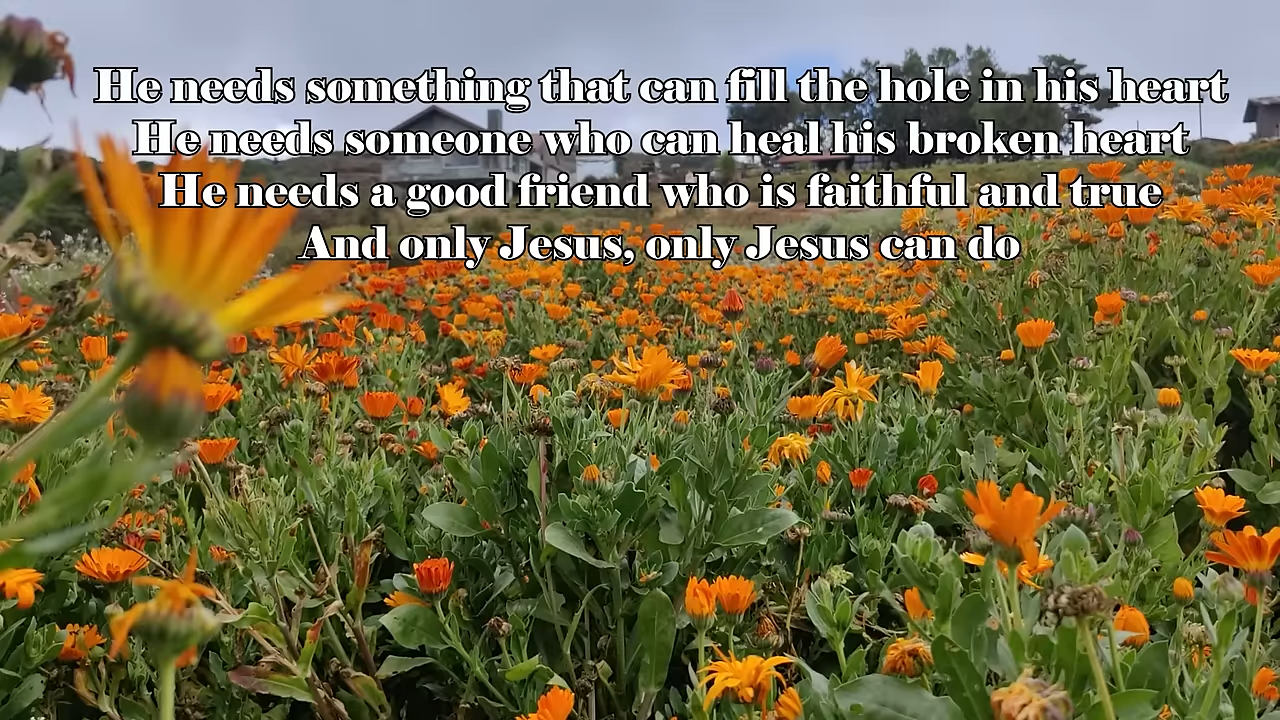 He needs something that can fill the hole in his heart
He needs someone who can heal his broken heart
He needs a good friend who is faithful and true
And only Jesus, only Jesus can do